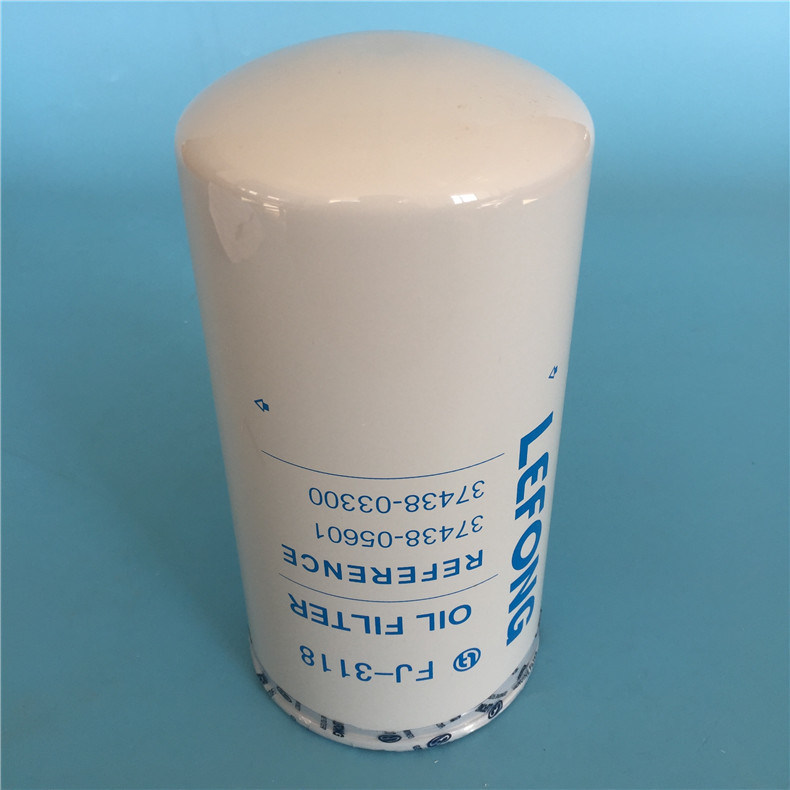 LEFONG
FJ-3118
OIL FILTER
REFERENCE
37438-05601
37438-03300